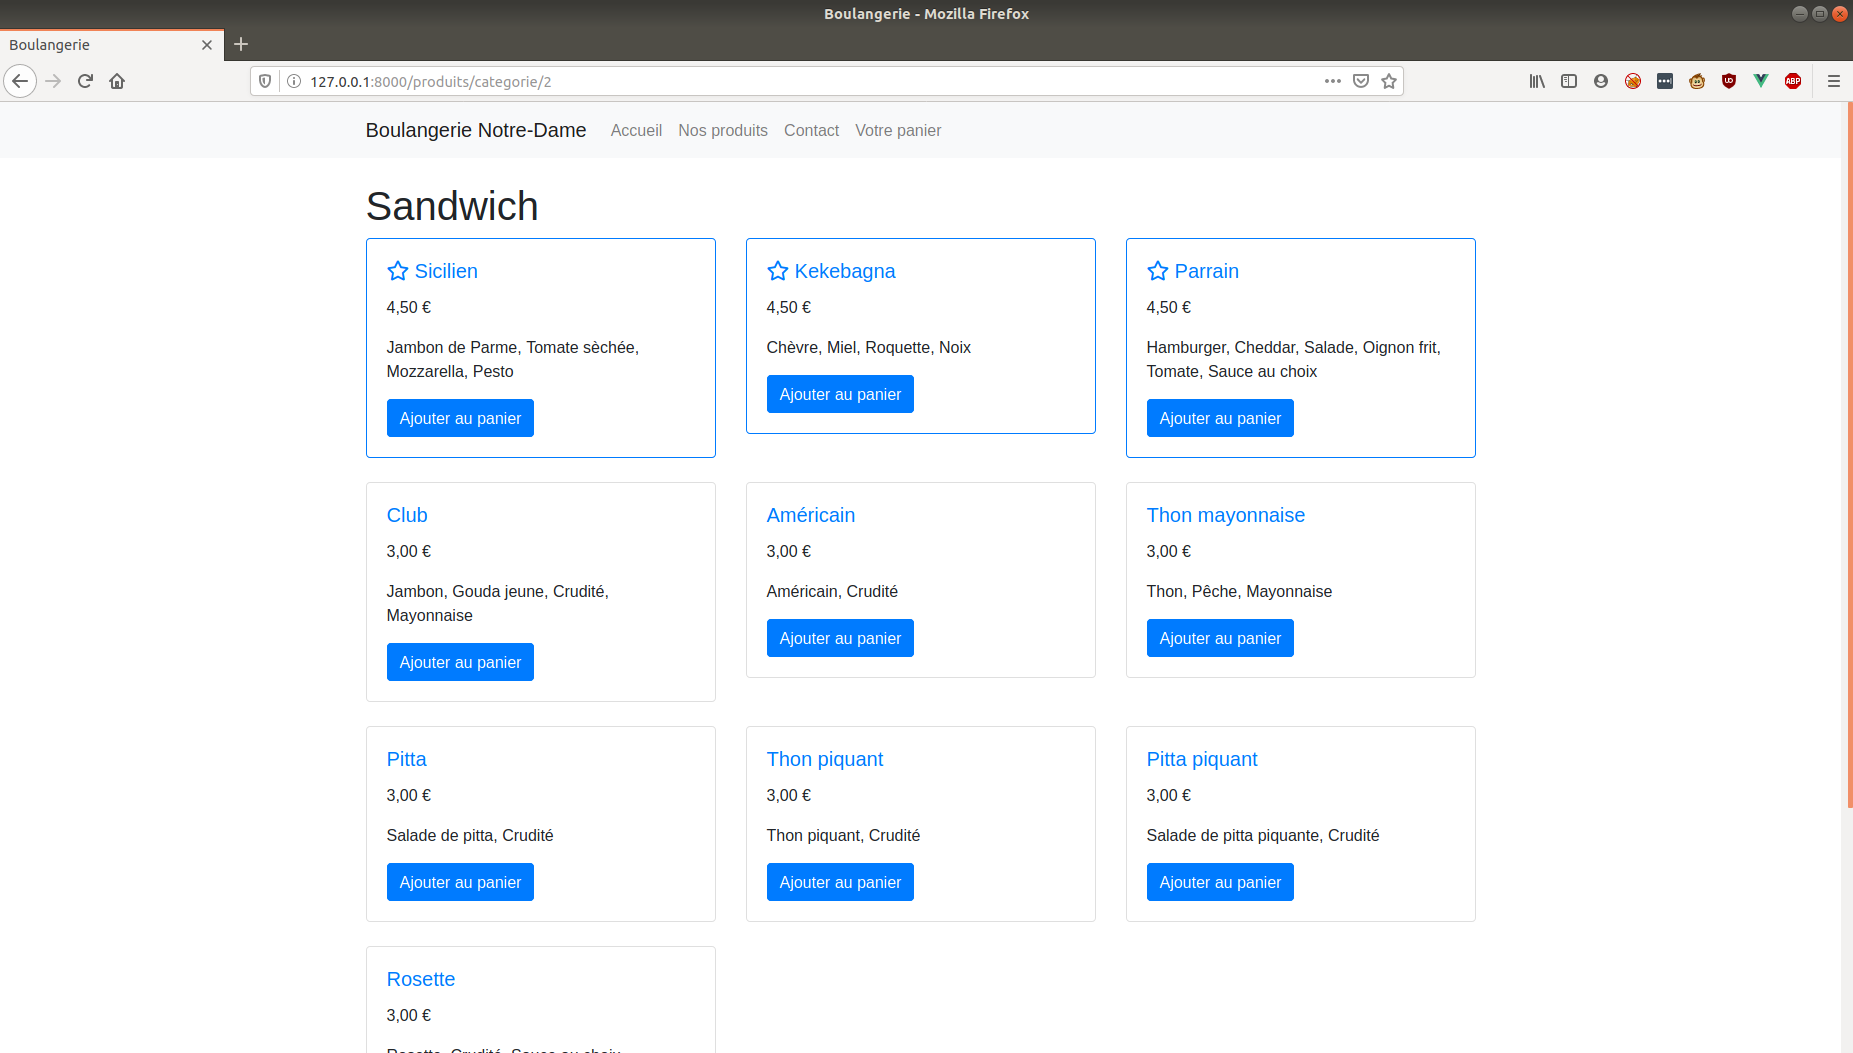 Boulangerie - Mozilla Firefox
Boulangerie
127.0.0.1:8000/produits/categorie/2
ABP
Boulangerie Notre-Dame Accueil Nos produits Contact Votre panier
Sandwich
Sicilien
4,50 €
Jambon de Parme, Tomate sèchée,
Mozzarella, Pesto
Ajouter au panier
Kekebagna
4,50 €
Chèvre, Miel, Roquette, Noix
Ajouter au panier
Parrain
4,50 €
Hamburger, Cheddar, Salade, Oignon frit,
Tomate, Sauce au choix
Ajouter au panier
Club
3,00 €
Jambon, Gouda jeune, Crudité,
Mayonnaise
Ajouter au panier
Américain
3,00 €
Américain, Crudité
Ajouter au panier
Thon mayonnaise
3,00 €
Thon, Pêche, Mayonnaise
Ajouter au panier
Pitta
3,00 €
Salade de pitta, Crudité
Ajouter au panier
Thon piquant
3,00 €
Thon piquant, Crudité
Ajouter au panier
Pitta piquant
3,00 €
Salade de pitta piquante, Crudité
Ajouter au panier
Rosette
3,00 €
Rosette, Crudité, Sauce au choix